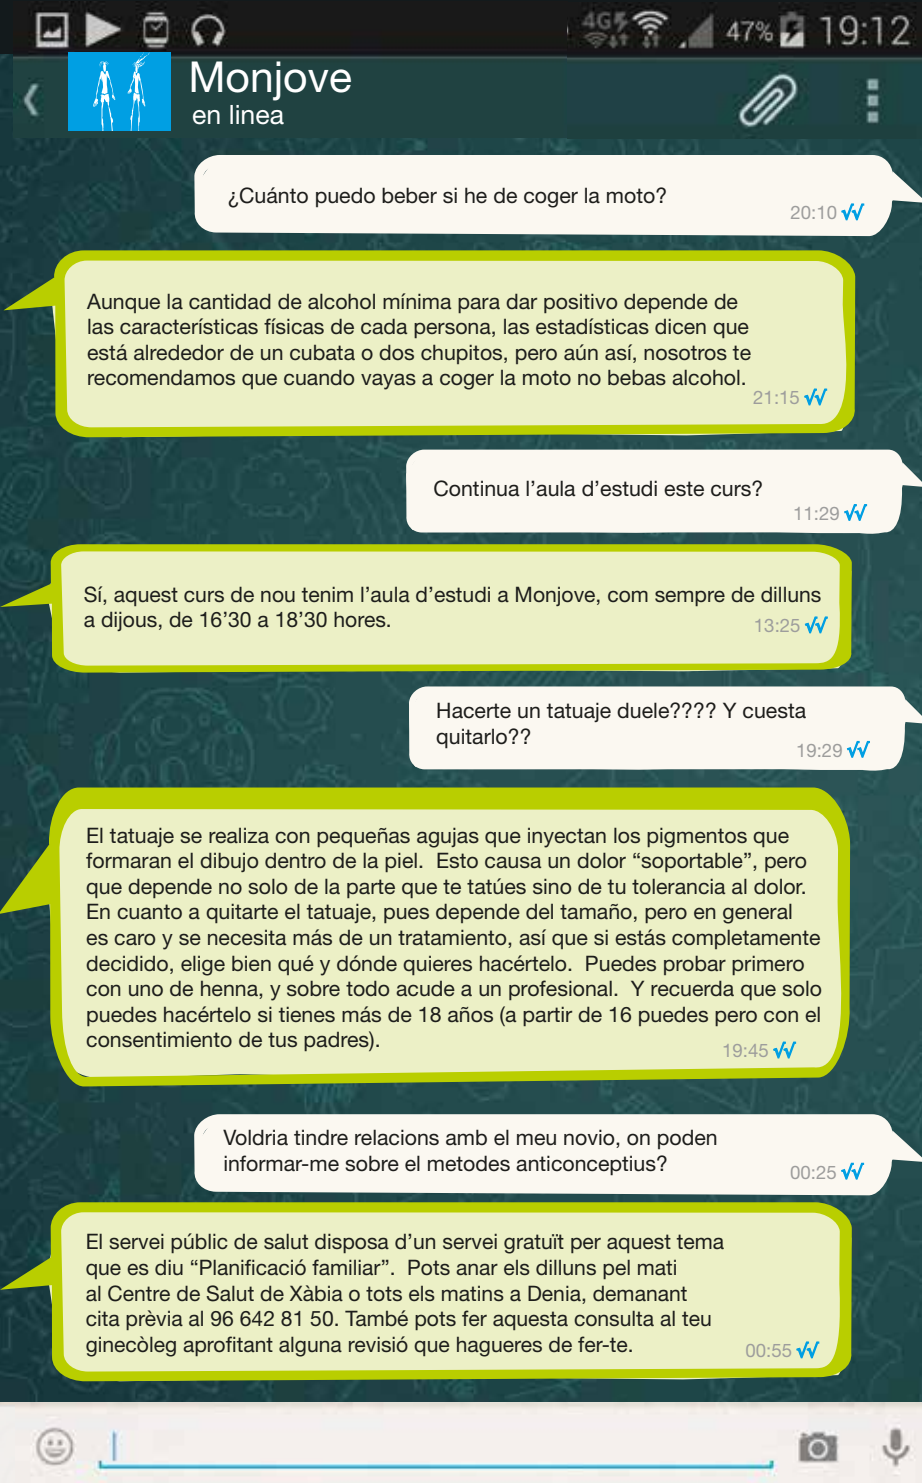 4G 47% 19:12
Monjove
en linea
¿Cuánto puedo beber si he de coger la moto?
20:10
Aunque la cantidad de alcohol mínima para dar positivo depende de
las características físicas de cada persona, las estadísticas dicen que
está alrededor de un cubata o dos chupitos, pero aún así, nosotros te
recomendamos que cuando vayas a coger la moto no bebas alcohol.
21:15
Continua l’aula d’estudi este curs?
11:29
Sí, aquest curs de nou tenim l’aula d’estudi a Monjove, com sempre de dilluns
a dijous, de 16’30 a 18’30 hores.
13:25
Hacerte un tatuaje duele???? Y cuesta
quitarlo??
19:29
El tatuaje se realiza con pequeñas agujas que inyectan los pigmentos que
formaran el dibujo dentro de la piel. Esto causa un dolor “soportable”, pero
que depende no solo de la parte que te tatúes sino de tu tolerancia al dolor.
En cuanto a quitarte el tatuaje, pues depende del tamaño, pero en general
es caro y se necesita más de un tratamiento, así que si estás completamente
decidido, elige bien qué y dónde quieres hacértelo. Puedes probar primero
con uno de henna, y sobre todo acude a un profesional. Y recuerda que solo
puedes hacértelo si tienes más de 18 años (a partir de 16 puedes pero con el
consentimiento de tus padres).
19:45
Voldria tindre relacions amb el meu novio, on poden
informar-me sobre el metodes anticonceptius?
00:25
El servei públic de salut disposa d’un servei gratuït per aquest tema
que es diu “Planificació familiar”. Pots anar els dilluns pel mati
al Centre de Salut de Xàbia o tots els matins a Denia, demanant
cita prèvia al 96 642 81 50. També pots fer aquesta consulta al teu
ginecòleg aprofitant alguna revisió que hagueres de fer-te.
00:55